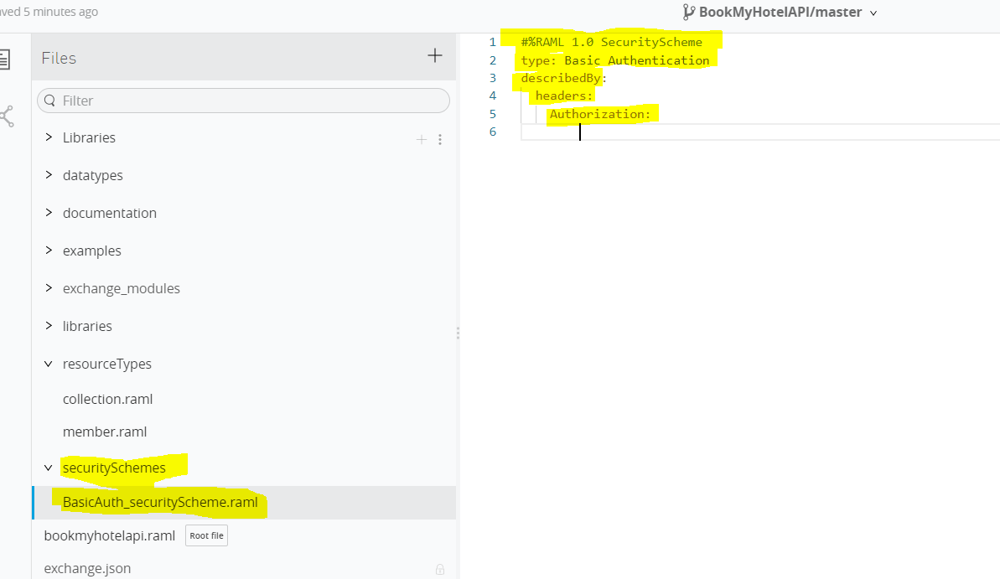 ved 5 minutes ago
BookMyHotelAPI/master
Files
Filter
Libraries
datatypes
documentation
examples
exchange_modules
libraries
resourceTypes
collection.raml
member.raml
securitySchemes
BasicAuth_securityScheme.raml
bookmyhotelapi.raml Root file
exchange.json
1 #%RAML 1.0 SecurityScheme
2 type: Basic Authentication
3 describedBy:
4 headers:
5 Authorization:
6